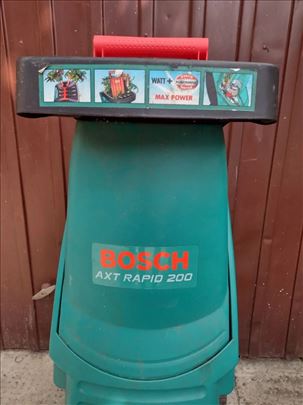 WATT+
MAX POWER
BOSCH
AXT RAPID 200